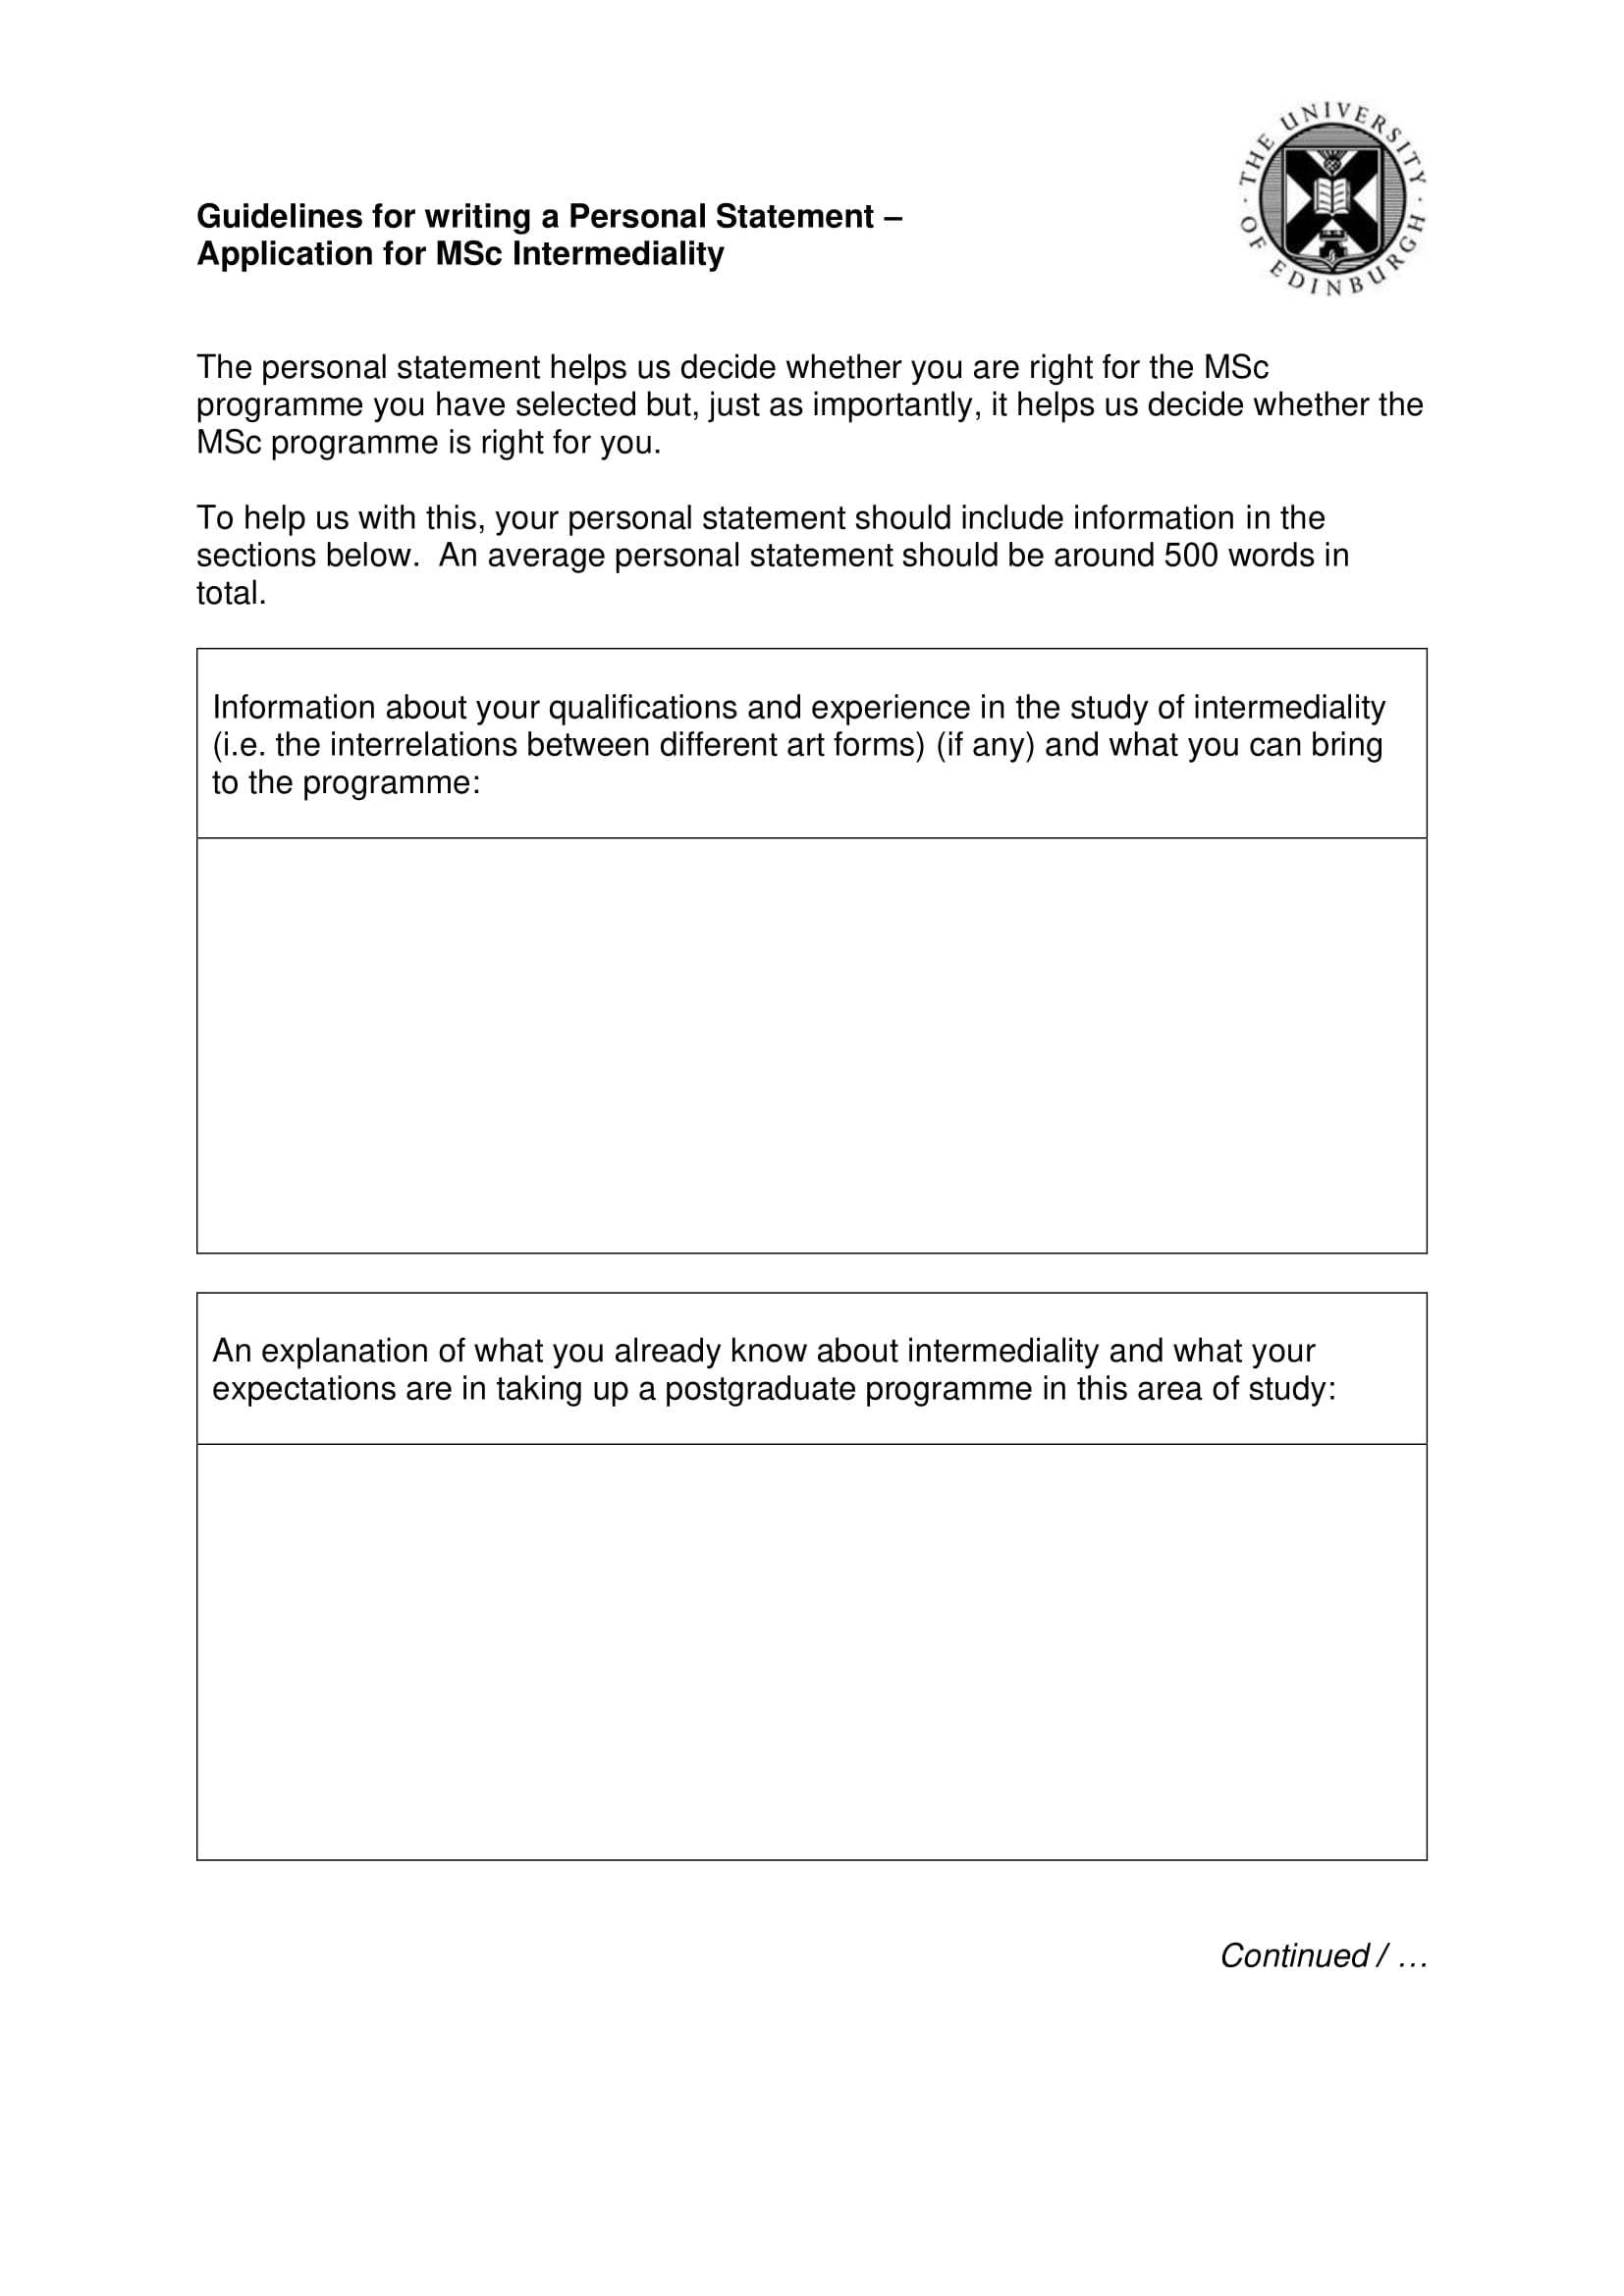 THE UNIVERSITY OF EDINBURGH
Guidelines for writing a Personal Statement –
Application for MSc Intermediality
The personal statement helps us decide whether you are right for the MSc
programme you have selected but, just as importantly, it helps us decide whether the
MSc programme is right for you.
To help us with this, your personal statement should include information in the
sections below.  An average personal statement should be around 500 words in
total.
Information about your qualifications and experience in the study of intermediality
(i.e. the interrelations between different art forms) (if any) and what you can bring
to the programme:
An explanation of what you already know about intermediality and what your
expectations are in taking up a postgraduate programme in this area of study:
Continued / …